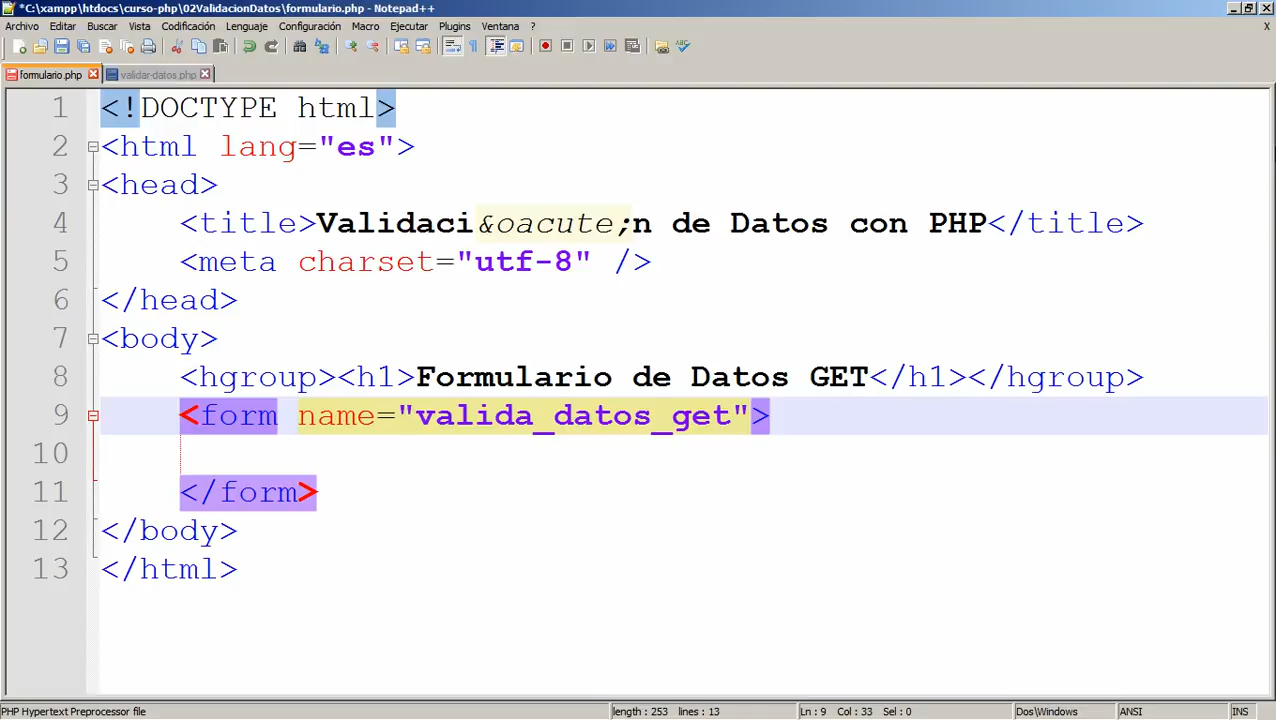 *C:\xampp\htdocs\curso-php\02ValidacionDatos\formulario.php - Notepad++
Archivo Editar Buscar Vista Codificación Lenguaje Configuración Macro Ejecutar Plugins Ventana ? X
formulario.php validar-datos.php
1 <!DOCTYPE html>
2 <html lang="es">
3 <head>
4 <title>Validaci&oacute;n de Datos con PHP</title>
5 <meta charset="utf-8" />
6 </head>
7 <body>
8 <hgroup><h1>Formulario de Datos GET</h1></hgroup>
9 <form name="valida_datos_get">
10
11 </form>
12 </body>
13 </html>
PHP Hypertext Preprocessor file length : 253 lines : 13 Ln : 9 Col : 33 Sel : 0 Dos\Windows ANSI INS